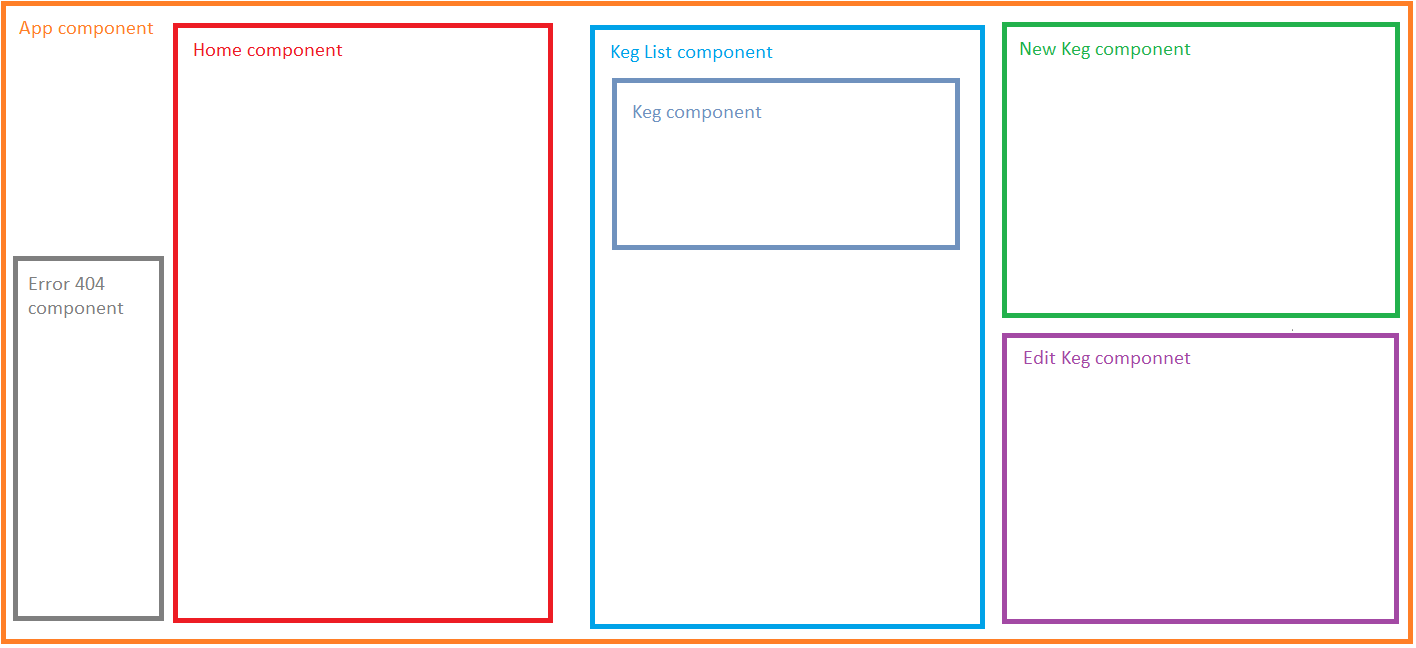 App component
Home component
Keg List component
Keg component
New Keg component
Error 404
component
Edit Keg componnet